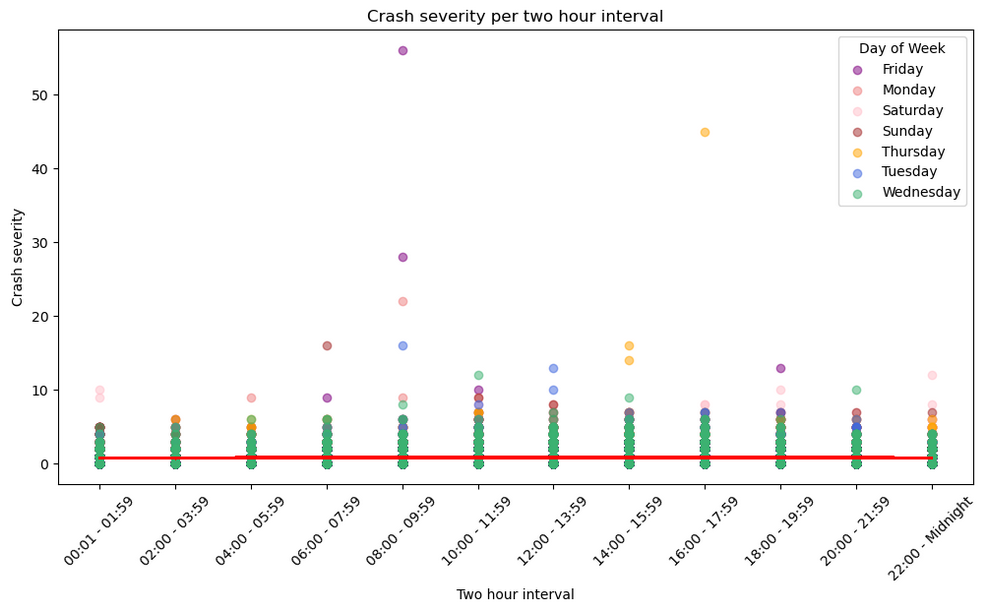 Crash severity per two hour interval
Day of Week
Friday
Monday
Saturday
Sunday
Thursday
Tuesday
Wednesday
Crash severity
50
40
30
20
10
0
00:01 - 01:59
02:00 - 03:59
04:00 - 05:59
06:00 - 07:59
08:00 - 09:59
10:00 - 11:59
12:00 - 13:59
14:00 - 15:59
16:00 - 17:59
18:00 - 19:59
20:00 - 21:59
22:00 - Midnight
Two hour interval